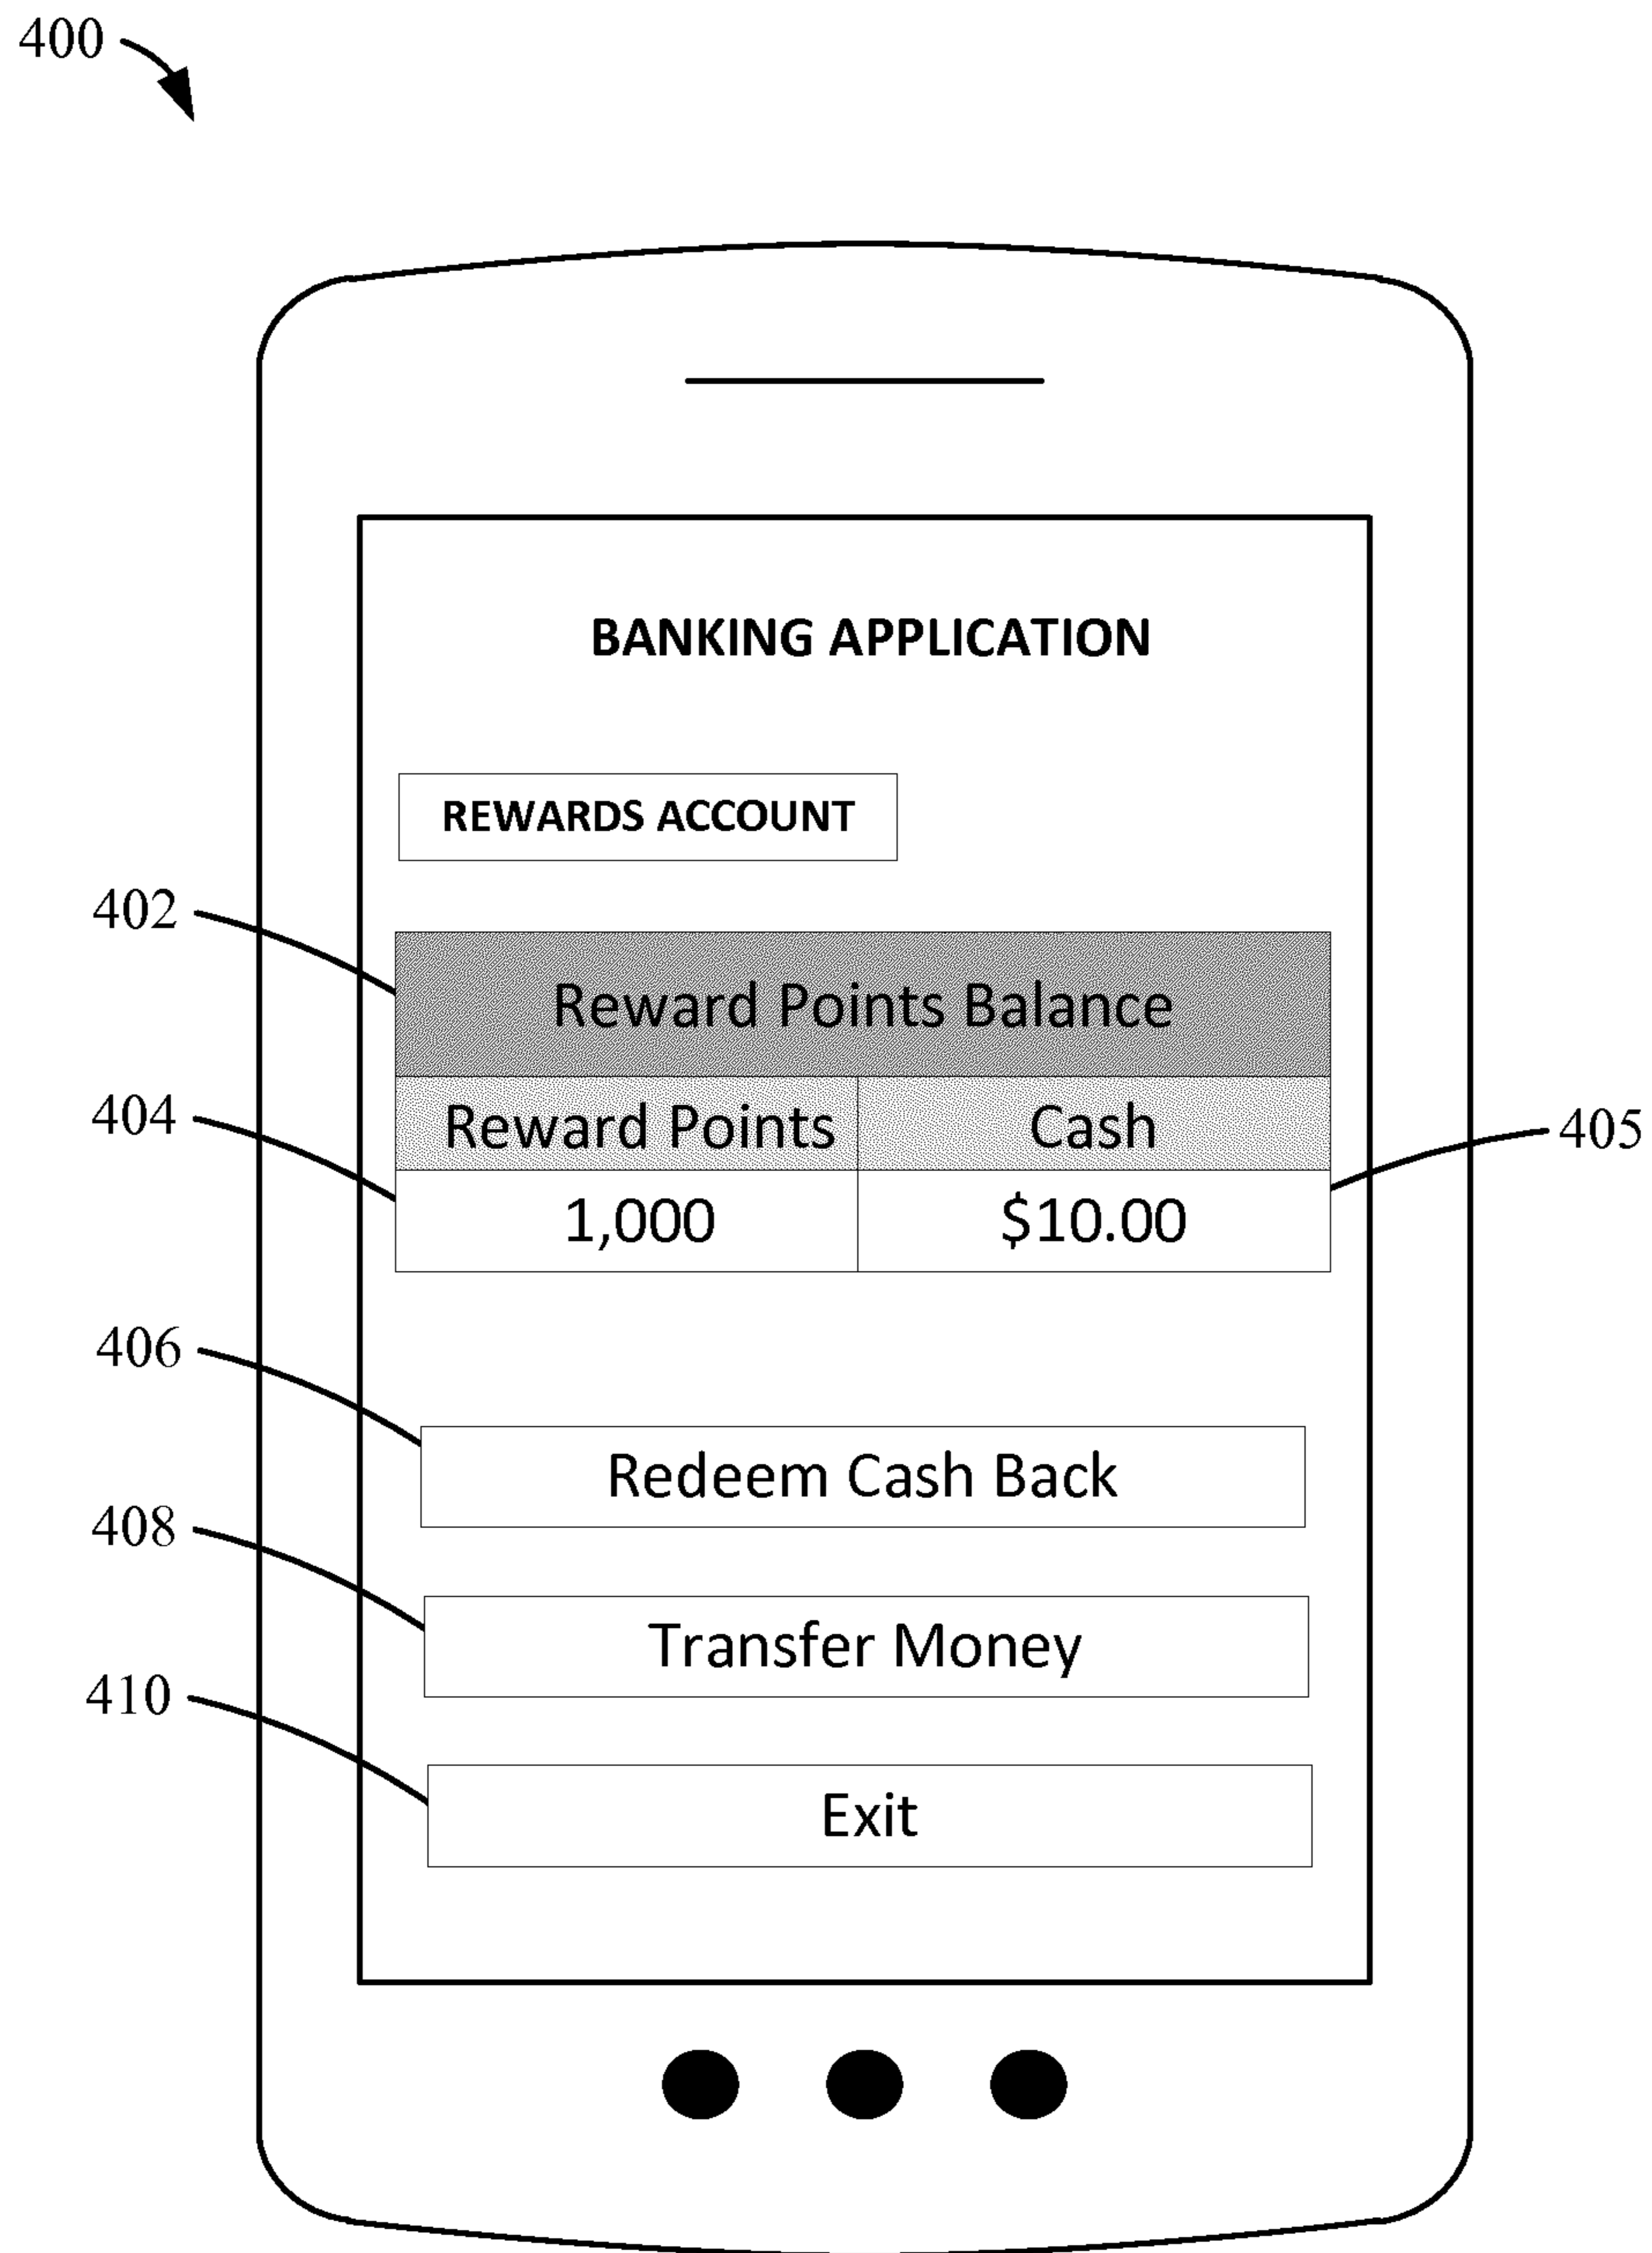 400
BANKING APPLICATION
REWARDS ACCOUNT
402
Reward Points Balance
404
Reward Points Cash
405
1,000 $10.00
406
Redeem Cash Back
408
Transfer Money
410
Exit